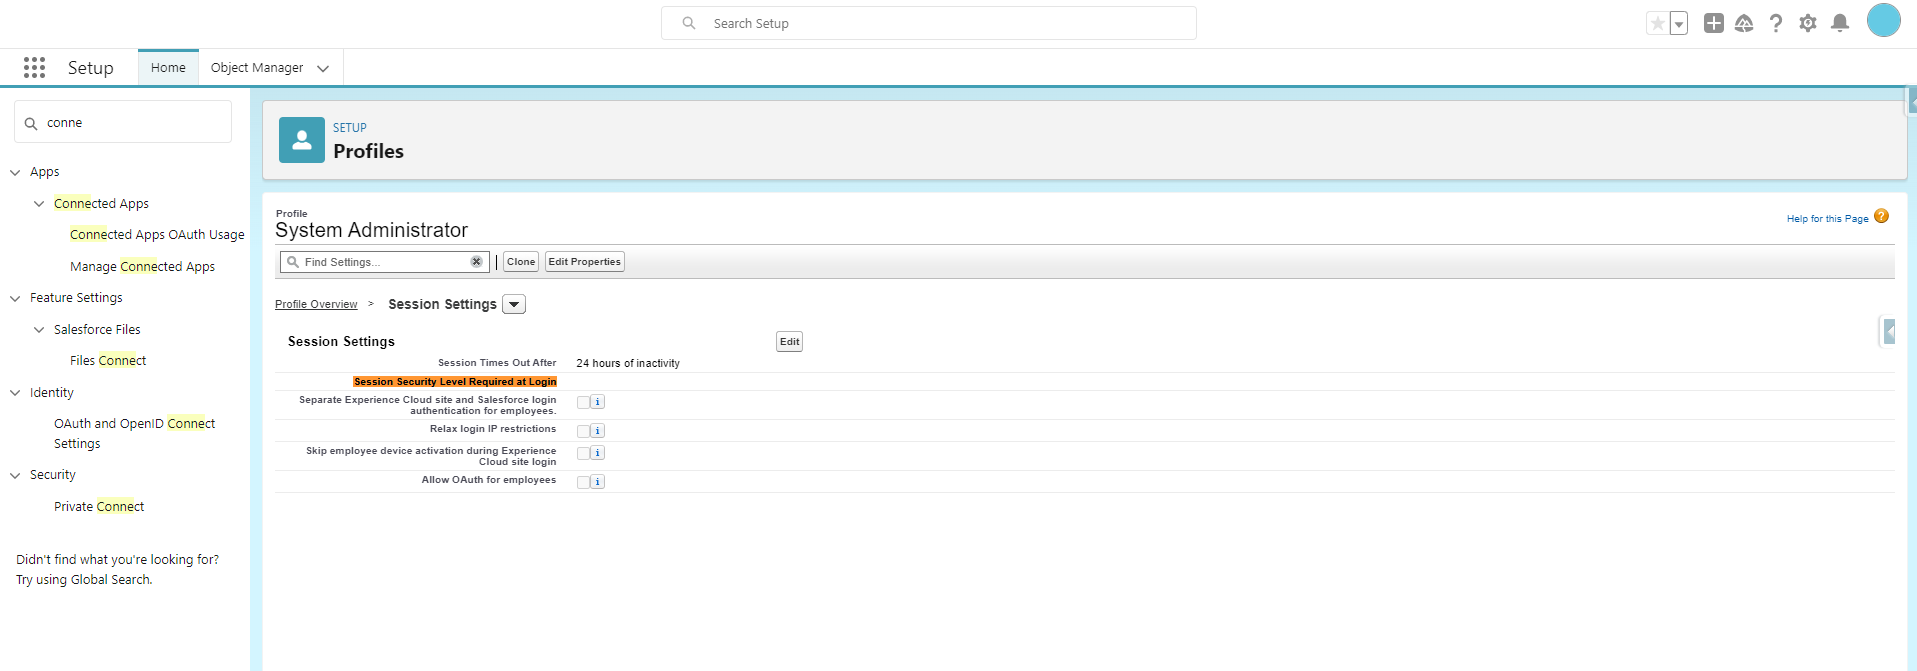 Search Setup
Setup
Home
Object Manager
conne
Apps
Connected Apps
Connected Apps OAuth Usage
Manage Connected Apps
Feature Settings
Salesforce Files
Files Connect
Identity
OAuth and OpenID Connect
Settings
Security
Private Connect
Didn't find what you're looking for?
Try using Global Search.
SETUP
Profiles
Profile
System Administrator
Help for this Page ?
Find Settings...
Clone
Edit Properties
Profile Overview > Session Settings
Session Settings
Edit
Session Times Out After 24 hours of inactivity
Session Security Level Required at Login
Separate Experience Cloud site and Salesforce login
authentication for employees. i
Relax login IP restrictions i
Skip employee device activation during Experience
Cloud site login i
Allow OAuth for employees i